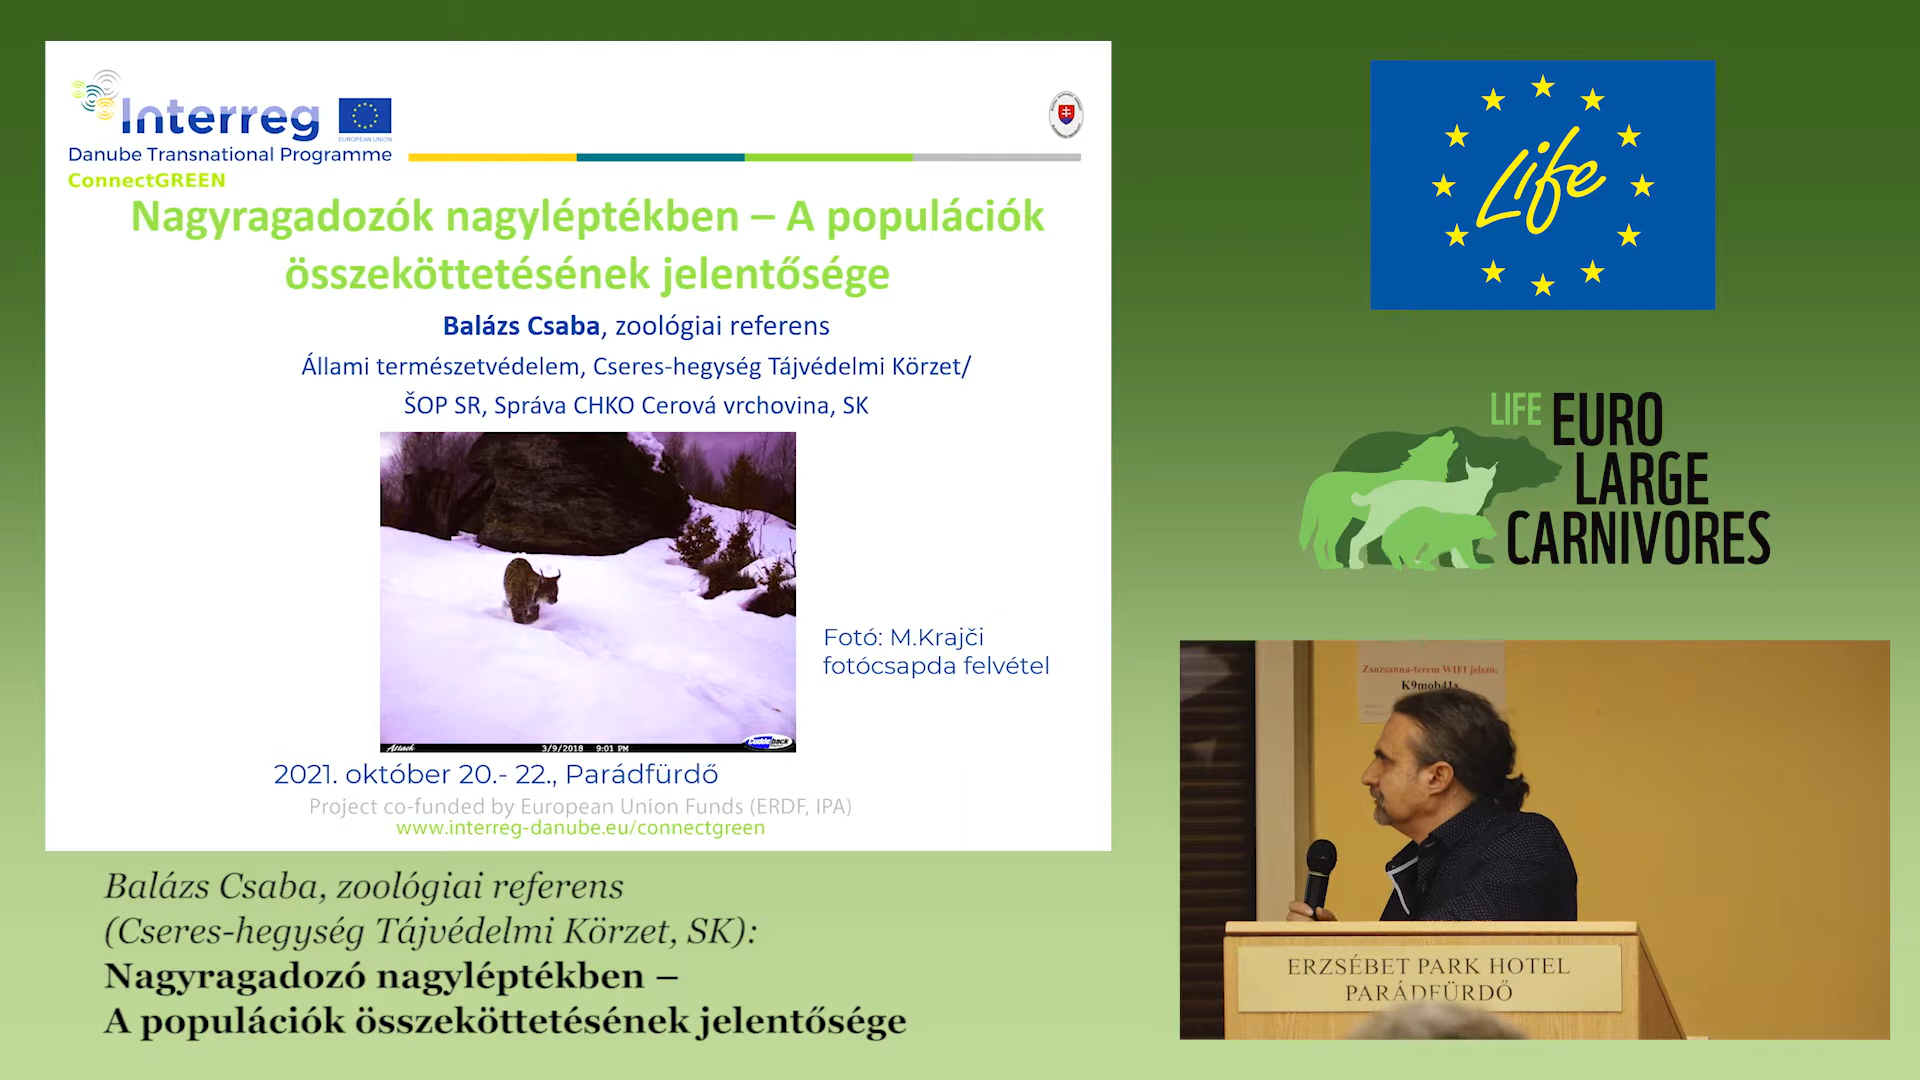 Interreg
EUROPEAN UNION
Danube Transnational Programme
ConnectGREEN
Nagyragadozók nagyléptékben – A populációk
összeköttetésének jelentősége
Balázs Csaba, zoológiai referens
Állami természetvédelem, Cseres-hegység Tájvédelmi Körzet/
ŠOP SR, Správa CHKO Cerová vrchovina, SK
Fotó: M.Krajči
fotócsapda felvétel
Attack
3/9/2018 9:01 PM
Cuddeback
2021. október 20.- 22., Parádfürdő
Project co-funded by European Union Funds (ERDF, IPA)
www.interreg-danube.eu/connectgreen
Balázs Csaba, zoológiai referens
(Cseres-hegység Tájvédelmi Körzet, SK):
Nagyragadozó nagyléptékben –
A populációk összeköttetésének jelentősége
Life
LIFE EURO
LARGE
CARNIVORES
Zsuzsanna-terem WIFI jelszó:
ERZSÉBET PARK HOTEL
PARÁDFÜRDŐ